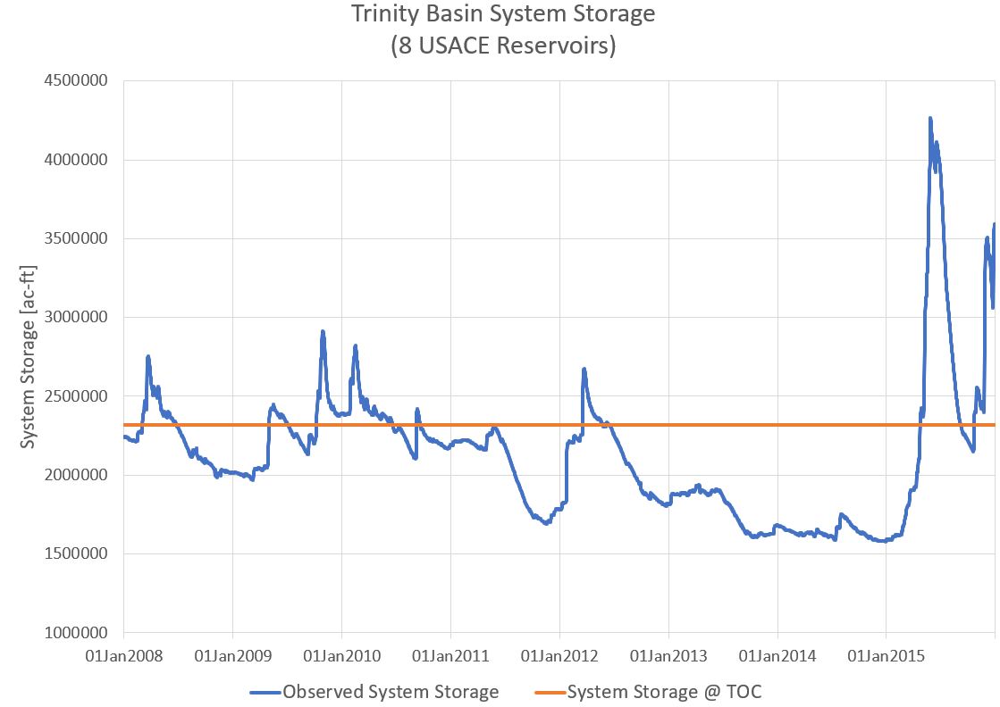 Trinity Basin System Storage
(8 USACE Reservoirs)
System Storage [ac-ft]
4500000
4000000
3500000
3000000
2500000
2000000
1500000
1000000
01Jan2008 01Jan2009 01Jan2010 01Jan2011 01Jan2012 01Jan2013 01Jan2014 01Jan2015
Observed System Storage System Storage @ TOC